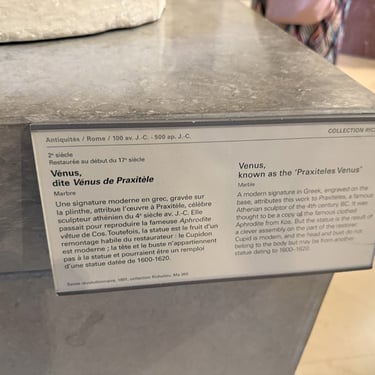 Antiquités / Rome / 100 av. J.-C. - 500 ap. J.-C.
COLLECTION RIC
2e siècle
Restaurée au début du 17e siècle
Vénus,
dite Vénus de Praxitèle
Marbre
Une signature moderne en grec, gravée sur
la plinthe, attribue l'œuvre à Praxitèle, célèbre
sculpteur athénien du 4e siècle av. J.-C. Elle
passait pour reproduire la fameuse Aphrodite
vêtue de Cos. Toutefois, la statue est le fruit d'un
remontage habile du restaurateur : le Cupidon
est moderne ; la tête et le buste n'appartiennent
pas à la statue et pourraient être un remploi
d'une statue datée de 1600-1620.
Saisie révolutionnaire, 1801, collection Richelieu, Ma
Venus,
known as the "Praxiteles Venus"
Marble
A modern signature in Greek, engraved on the
base, attributes this work to Praxiteles, a famous
Athenian sculptor of the 4th century BC. It was
thought to be a copy of the famous clothed
Aphrodite from Kos. But the statue is the result of
a clever assembly on the part of the restorer:
Cupid is modern, and the head and bust do not
belong to the body but may be from another
statue dating to 1600-1620.